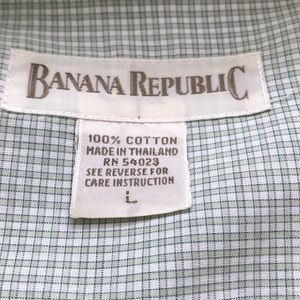 BANANA REPUBLIC
100% COTTON
MADE IN THAILAND
RN 54023
SEE REVERSE FOR
CARE INSTRUCTION
L